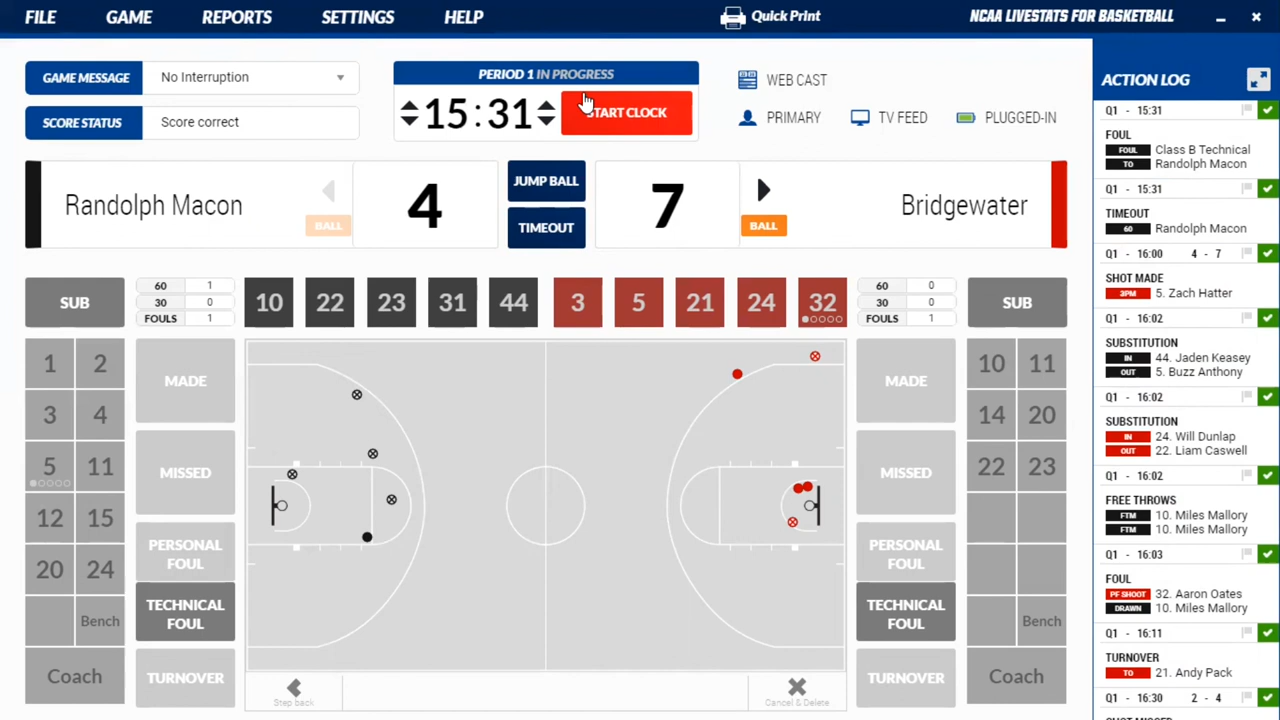 FILE GAME REPORTS SETTINGS HELP Quick Print NCAA LIVESTATS FOR BASKETBALL
GAME MESSAGE No Interruption
SCORE STATUS Score correct
PERIOD 1 IN PROGRESS
15:31 START CLOCK
WEB CAST
PRIMARY TV FEED PLUGGED-IN
Randolph Macon BALL 4
JUMP BALL
TIMEOUT
7 BALL Bridgewater
SUB
60 1
30 0
FOULS 1
10 22 23 31 44 3 5 21 24 32
60 0
30 0
FOULS 1
SUB
1 2
3 4
5 11
12 15
20 24
Bench
Coach
MADE
MISSED
PERSONAL
FOUL
TECHNICAL
FOUL
TURNOVER
Step back
Cancel & Delete
MADE
MISSED
PERSONAL
FOUL
TECHNICAL
FOUL
TURNOVER
10 11
14 20
22 23
Bench
Coach
ACTION LOG
Q1 - 15:31
FOUL
FOUL Class B Technical
TO Randolph Macon
Q1 - 15:31
TIMEOUT
60 Randolph Macon
Q1 - 16:00 4 - 7
SHOT MADE
3PM 5. Zach Hatter
Q1 - 16:02
SUBSTITUTION
IN 44. Jaden Keasey
OUT 5. Buzz Anthony
Q1 - 16:02
SUBSTITUTION
IN 24. Will Dunlap
OUT 22. Liam Caswell
Q1 - 16:02
FREE THROWS
FTM 10. Miles Mallory
FTM 10. Miles Mallory
Q1 - 16:03
FOUL
PF SHOOT 32. Aaron Oates
DRAWN 10. Miles Mallory
Q1 - 16:11
TURNOVER
TO 21. Andy Pack
Q1 - 16:30 2 - 4
SHOT MISSED